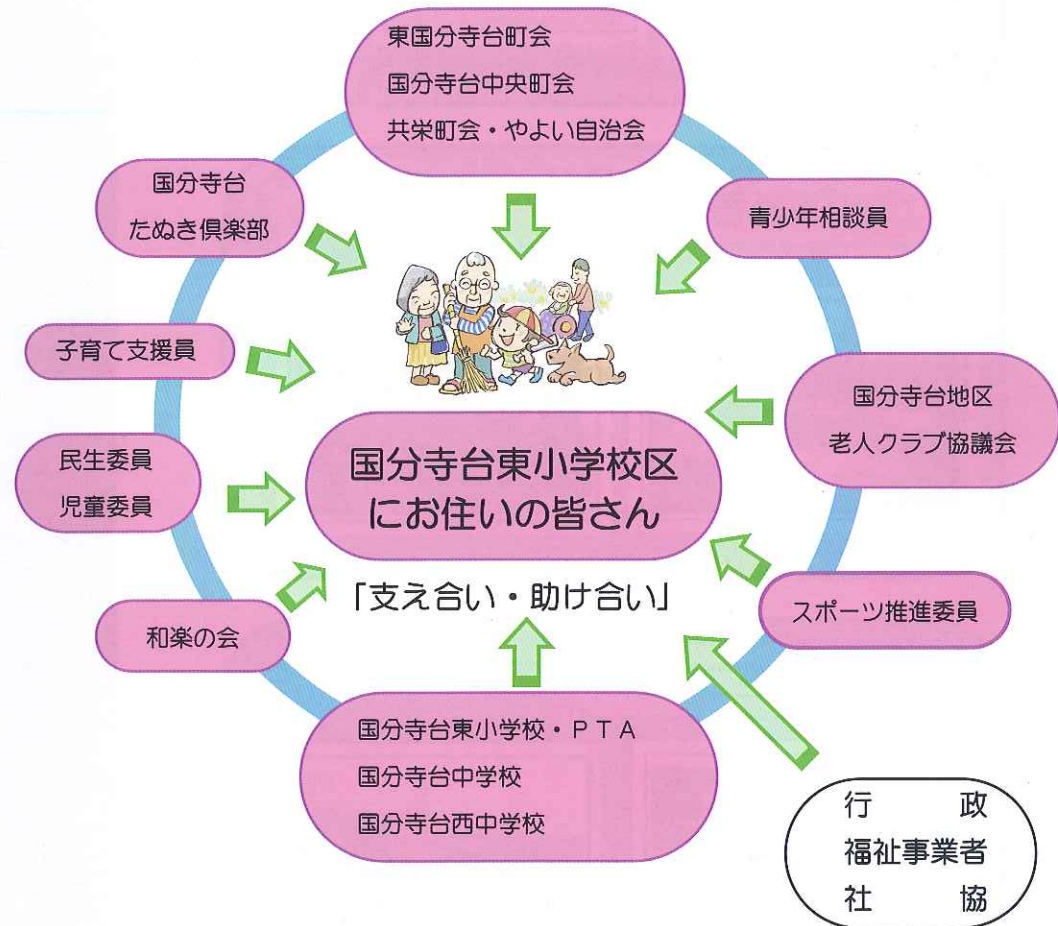 東国分寺台町会
国分寺台中央町会
共栄町会・やよい自治会
国分寺台
たぬき倶楽部
青少年相談員
子育て支援員
国分寺台地区
老人クラブ協議会
民生委員
児童委員
国分寺台東小学校区
にお住いの皆さん
「支え合い・助け合い」
和楽の会
スポーツ推進委員
国分寺台東小学校・ＰＴＡ
国分寺台中学校
国分寺台西中学校
行　　　政
福祉事業者
社　　　協